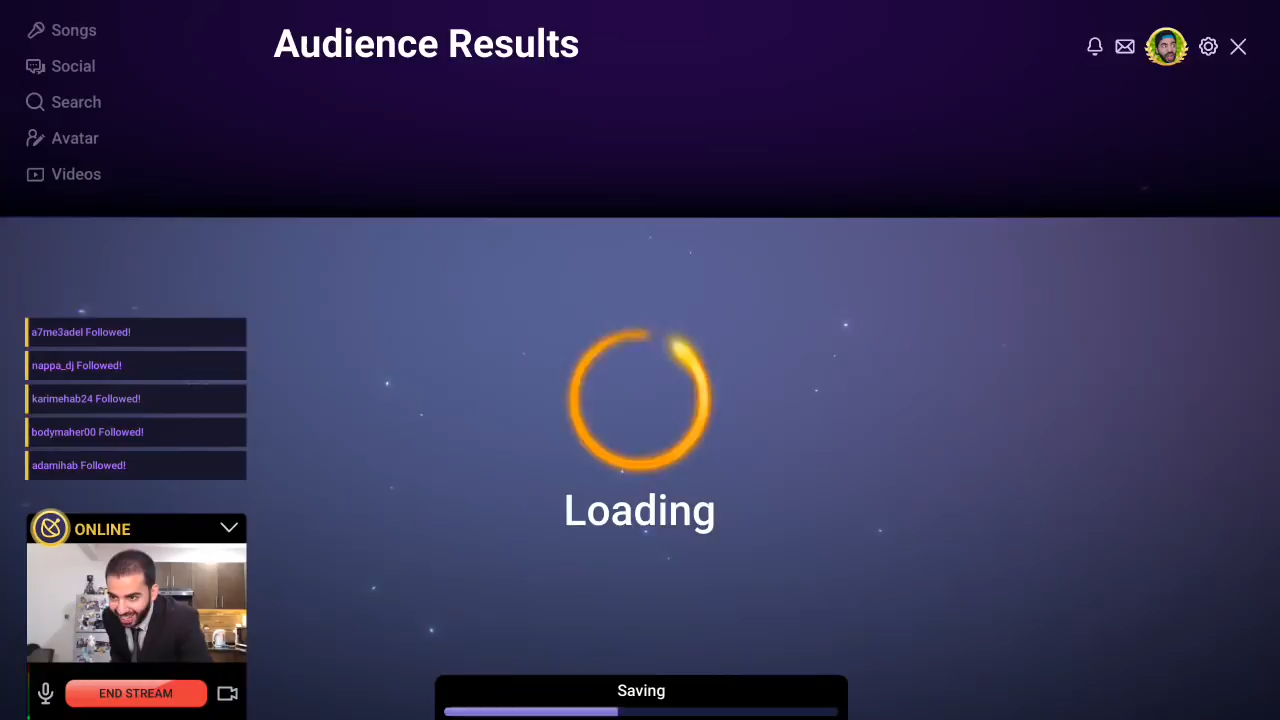 Songs
Social
Search
Avatar
Videos
Audience Results
a7me3adel Followed!
nappa_dj Followed!
karimehab24 Followed!
bodymaher00 Followed!
adamihab Followed!
ONLINE
END STREAM
Loading
Saving